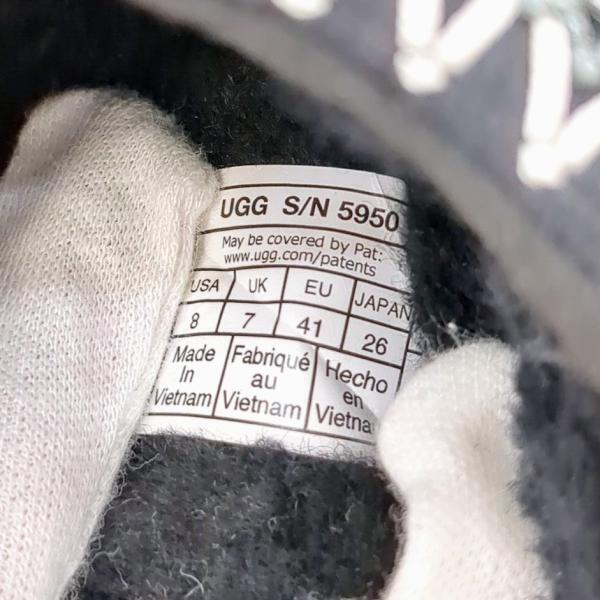 UGG S/N 5950
May be covered by Pat:
www.ugg.com/patents
USA UK EU JAPAN
8 7 41 26
Made In Vietnam
Fabriqué au Vietnam
Hecho en Vietna